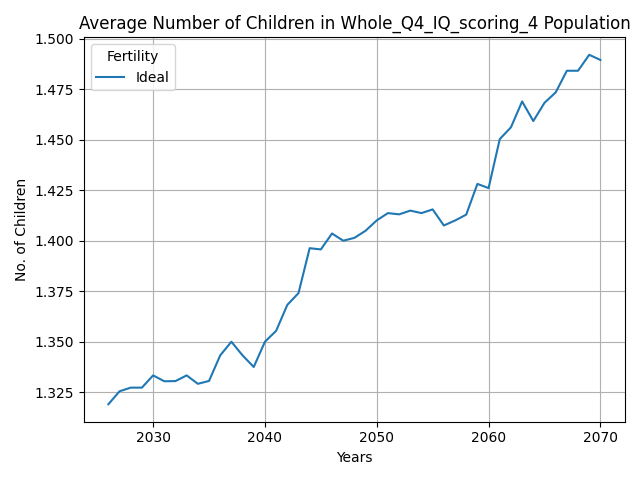 Average Number of Children in Whole_Q4_IQ_scoring_4 Population
1.500
1.475
1.450
1.425
1.400
1.375
1.350
1.325
No. of Children
Fertility
Ideal
2030 2040 2050 2060 2070
Years